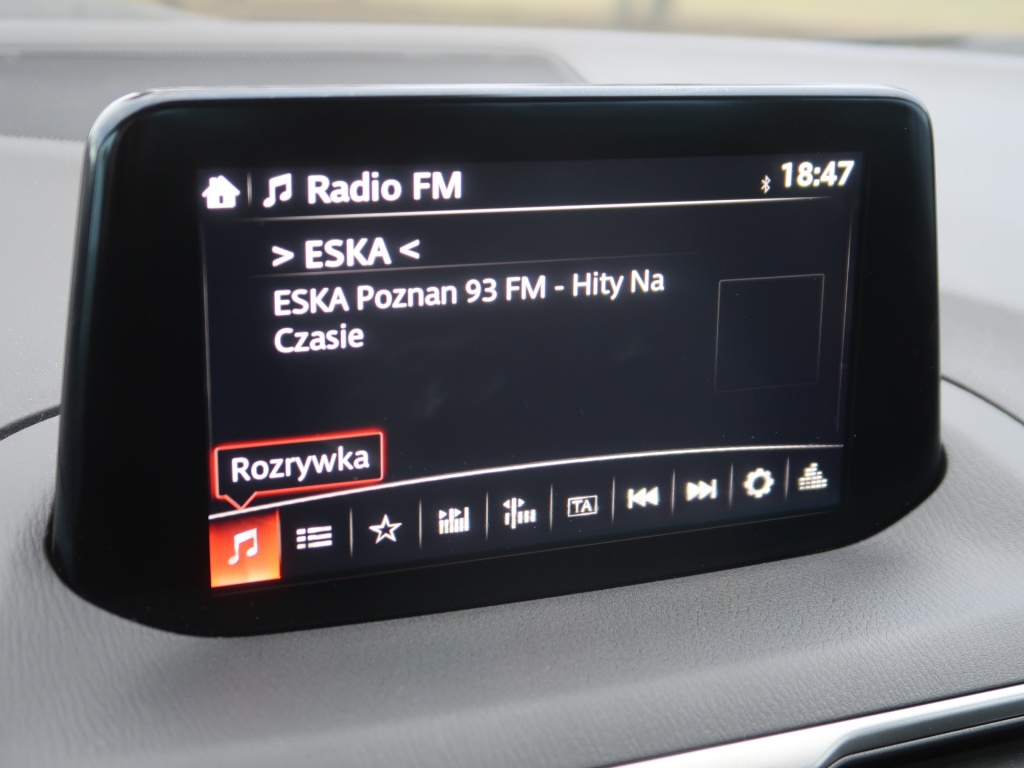 Radio FM
18:47
> ESKA <
ESKA Poznan 93 FM - Hity Na
Czasie
Rozrywka
TA